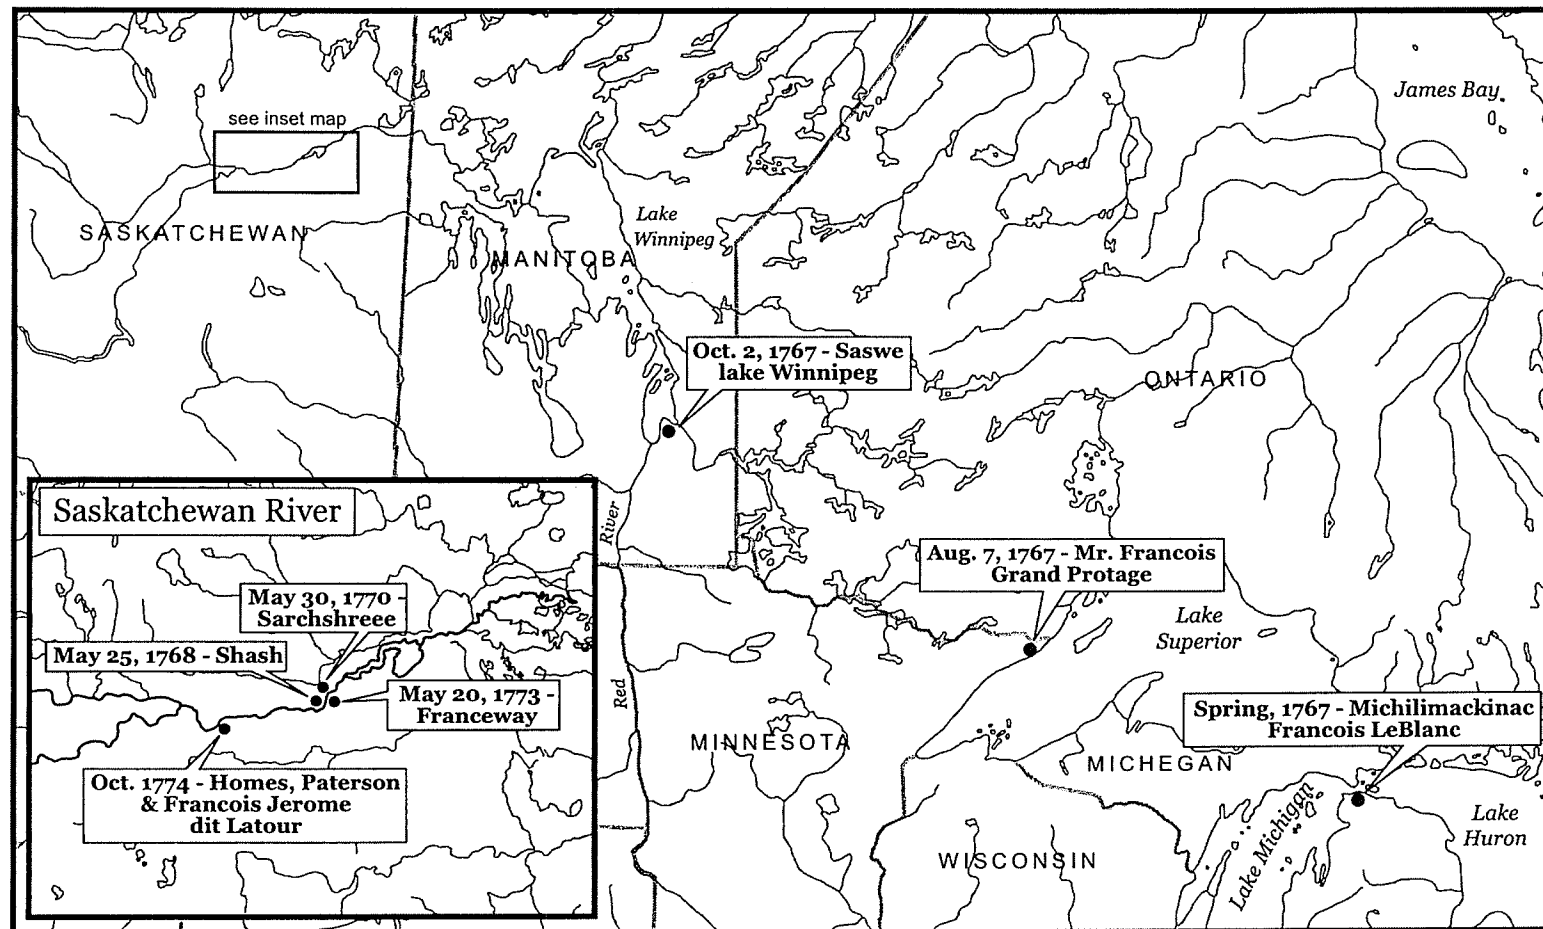 see inset map
James Bay
SASKATCHEWAN
Lake
Winnipeg
MANITOBA
Oct. 2, 1767 - Saswe
lake Winnipeg
ONTARIO
Saskatchewan River
River
Red
Aug. 7, 1767 - Mr. Francois
Grand Protage
May 30, 1770 -
Sarchshreee
May 25, 1768 - Shash
May 20, 1773 -
Franceway
Oct. 1774 - Homes, Paterson
& Francois Jerome
dit Latour
Lake
Superior
Spring, 1767 - Michilimackinac
Francois LeBlanc
MINNESOTA
MICHEGAN
WISCONSIN
Lake Michigan
Lake
Huron